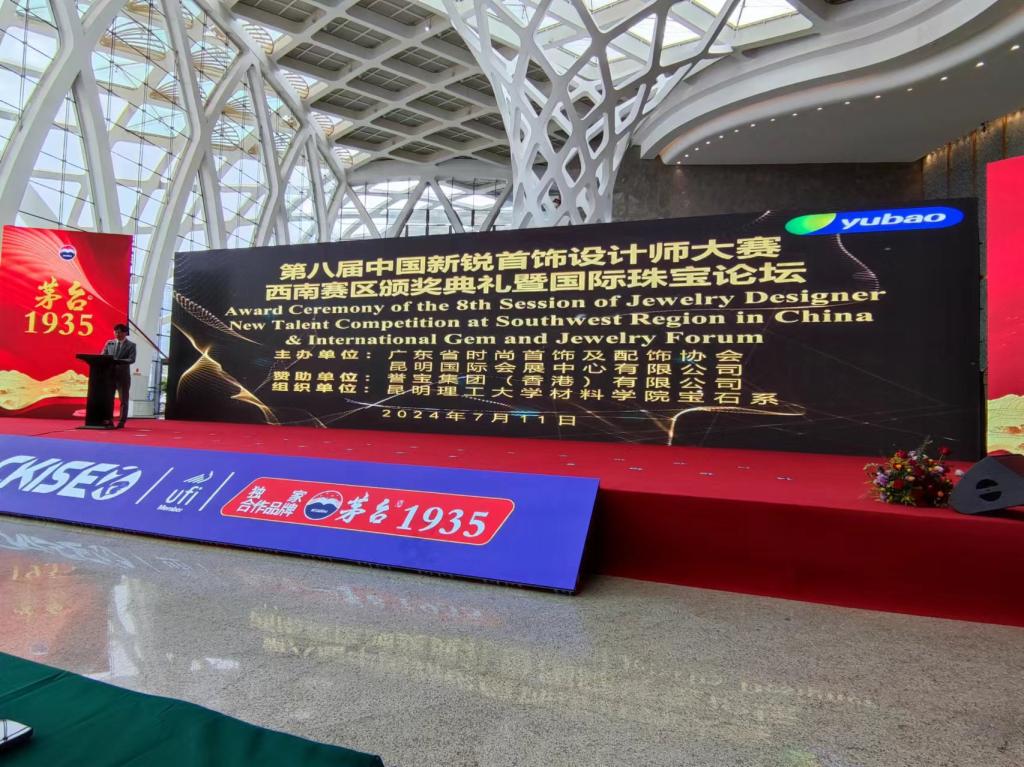 yubao
第八届中国新锐首饰设计师大赛
西南赛区颁奖典礼暨国际珠宝论坛
Award Ceremony of the 8th Session of Jewelry Designer
New Talent Competition at Southwest Region in China
& International Gem and Jewelry Forum
主办单位：广东省时尚首饰及配饰协会
昆明国际会展中心有限公司
赞助单位：誉宝集团（香港）有限公司
组织单位：昆明理工大学材料学院宝石系
2024年7月11日
茅台
1935
CKISE
ufi
Member
独家
合作品牌
茅台 1935